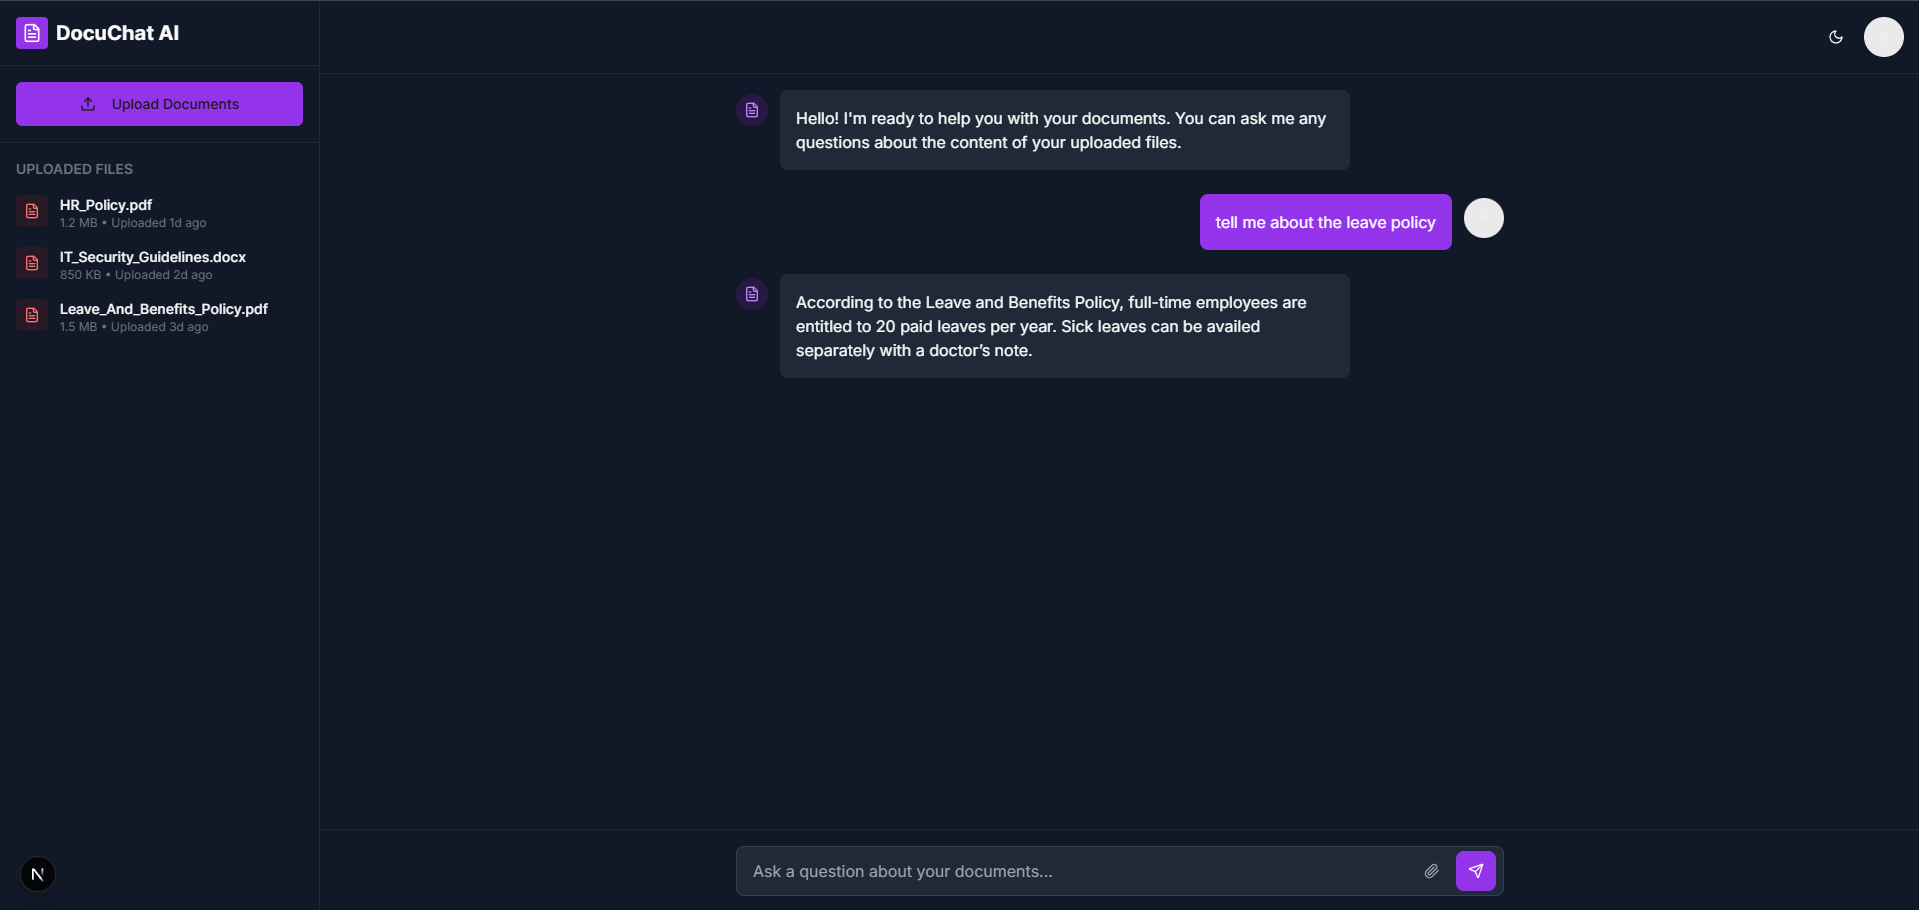 DocuChat AI
Upload Documents
UPLOADED FILES
HR_Policy.pdf
1.2 MB • Uploaded 1d ago
IT_Security_Guidelines.docx
850 KB • Uploaded 2d ago
Leave_And_Benefits_Policy.pdf
1.5 MB • Uploaded 3d ago
N
Hello! I'm ready to help you with your documents. You can ask me any
questions about the content of your uploaded files.
tell me about the leave policy
According to the Leave and Benefits Policy, full-time employees are
entitled to 20 paid leaves per year. Sick leaves can be availed
separately with a doctor’s note.
Ask a question about your documents...